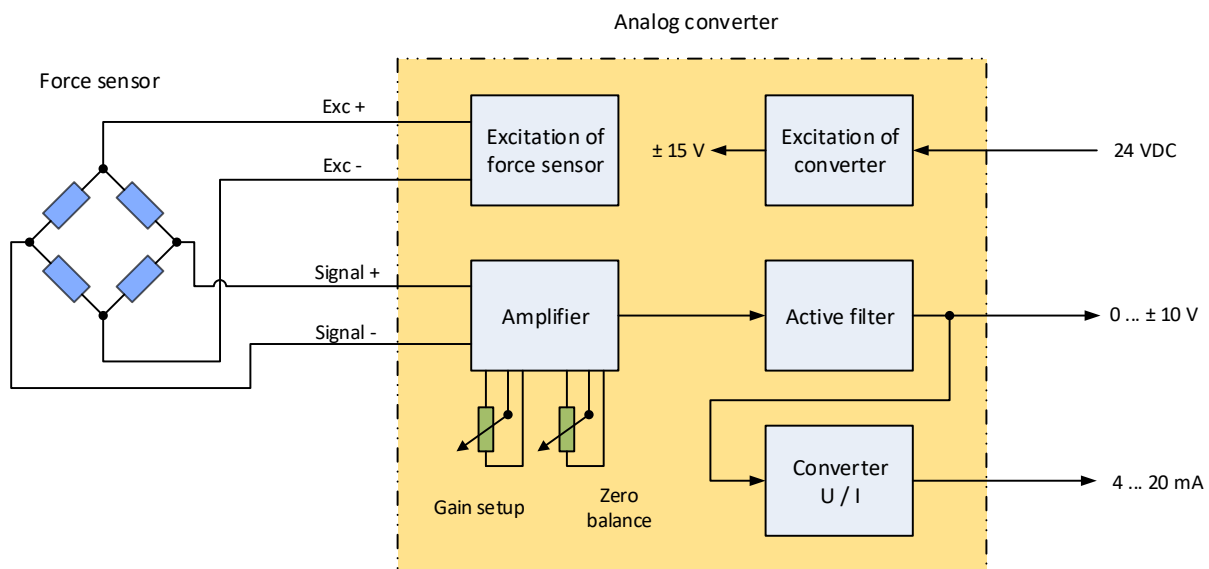 Analog converter
Force sensor
Exc +
Exc -
Excitation of
force sensor
± 15 V
Excitation of
converter
24 VDC
Signal +
Signal -
Amplifier
Active filter
0 ... ± 10 V
Gain setup
Zero
balance
Converter
U / I
4 ... 20 mA